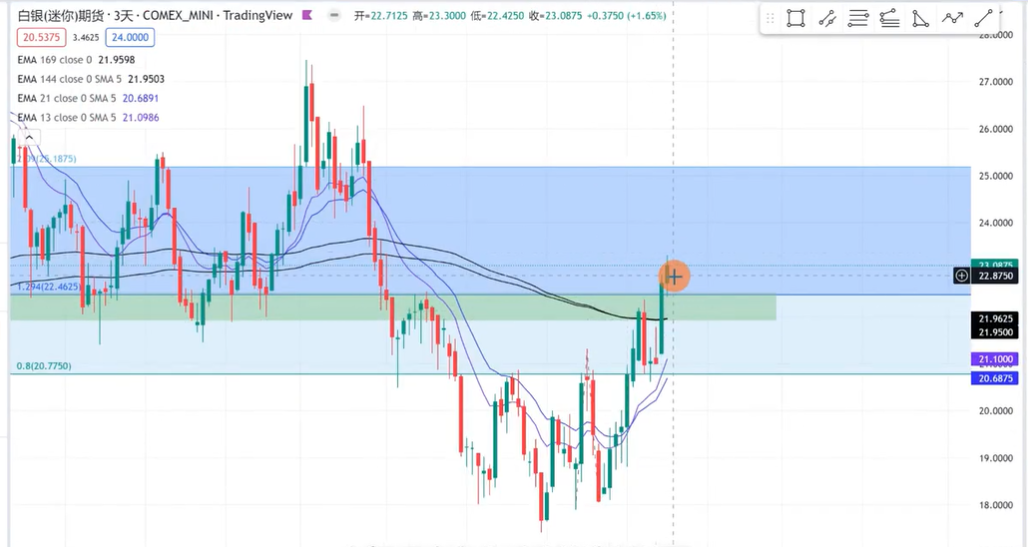 白银(迷你)期货 · 3天 · COMEX_MINI · TradingView 开=22.7125 高=23.3000 低=22.4250 收=23.0875 +0.3750 (+1.65%)
20.5375 3.4625 24.0000
EMA 169 close 0 21.9598
EMA 144 close 0 SMA 5 21.9503
EMA 21 close 0 SMA 5 20.6891
EMA 13 close 0 SMA 5 21.0986
28.0000
27.0000
26.0000
25.0000
24.0000
23.0875
22.8750
1.294(22.4625)
21.9625
21.9500
21.1000
0.8(20.7750)
20.6875
20.0000
19.0000
18.0000